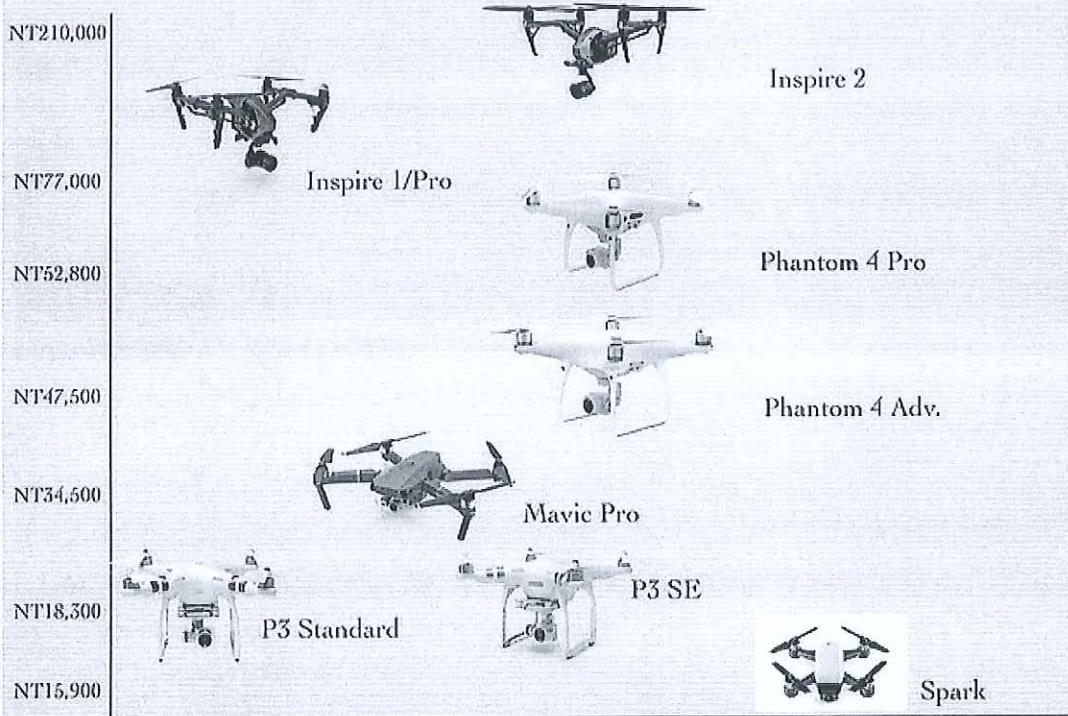 NT210,000
Inspire 2
Inspire 1/Pro
NT77,000
Phantom 4 Pro
NT52,800
NT47,500
Phantom 4 Adv.
NT34,500
Mavic Pro
P3 SE
NT18,300
P3 Standard
NT15,900
Spark